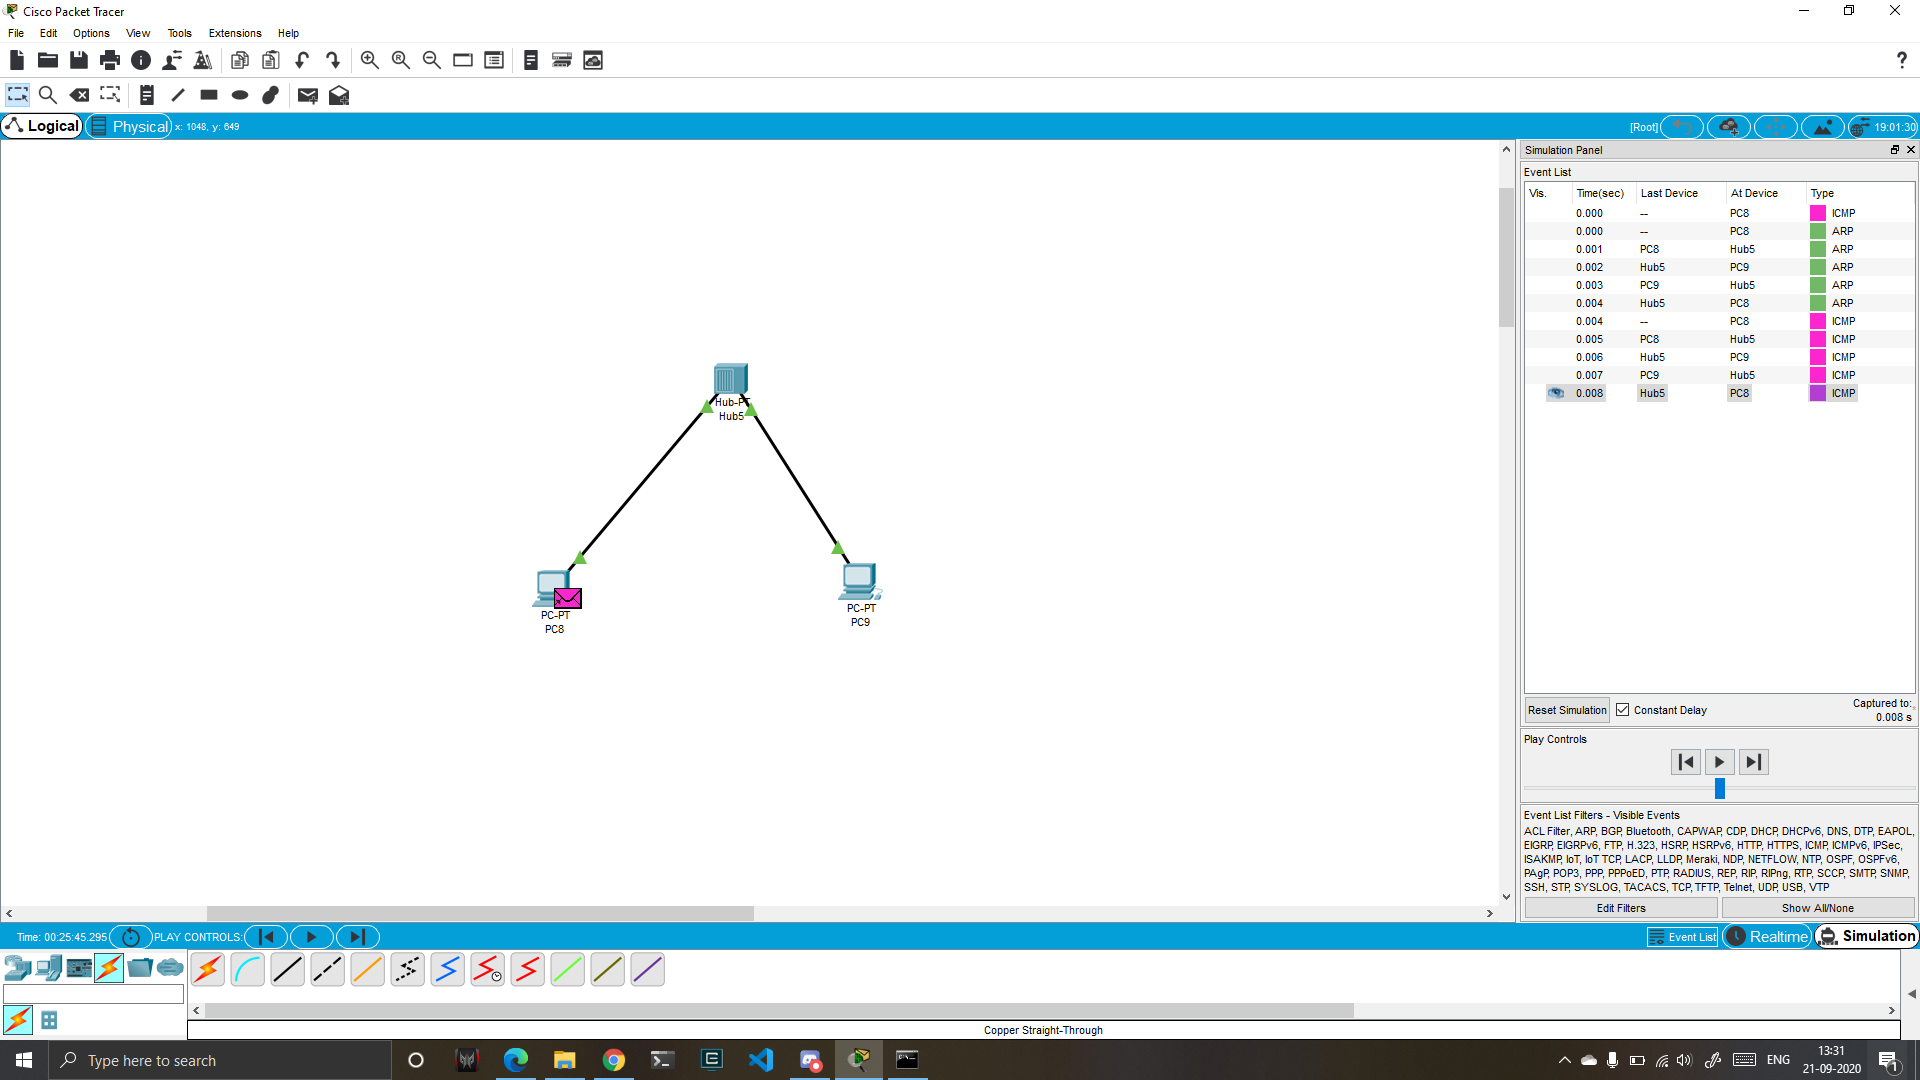 Cisco Packet Tracer
File Edit Options View Tools Extensions Help
Logical Physical x: 1048, y: 649 [Root] 19:01:30
Simulation Panel
Event List
Vis. Time(sec) Last Device At Device Type
0.000 -- PC8 ICMP
0.000 -- PC8 ARP
0.001 PC8 Hub5 ARP
0.002 Hub5 PC9 ARP
0.003 PC9 Hub5 ARP
0.004 Hub5 PC8 ARP
0.004 -- PC8 ICMP
0.005 PC8 Hub5 ICMP
0.006 Hub5 PC9 ICMP
0.007 PC9 Hub5 ICMP
0.008 Hub5 PC8 ICMP
Hub-PT
Hub5
PC-PT
PC8
PC-PT
PC9
Reset Simulation Constant Delay Captured to:
0.008 s
Play Controls
Event List Filters - Visible Events
ACL Filter, ARP, BGP, Bluetooth, CAPWAP, CDP, DHCP, DHCPv6, DNS, DTP, EAPOL,
EIGRP, EIGRPv6, FTP, H.323, HSRP, HSRPv6, HTTP, HTTPS, ICMP, ICMPv6, IPSec,
ISAKMP, IoT, IoT TCP, LACP, LLDP, Meraki, NDP, NETFLOW, NTP, OSPF, OSPFv6,
PAgP, POP3, PPP, PPPoED, PTP, RADIUS, REP, RIP, RIPng, RTP, SCCP, SMTP, SNMP,
SSH, STP, SYSLOG, TACACS, TCP, TFTP, Telnet, UDP, USB, VTP
Edit Filters Show All/None
Time: 00:25:45.295 PLAY CONTROLS: Event List Realtime Simulation
Copper Straight-Through
Type here to search
ENG
13:31
21-09-2020
1